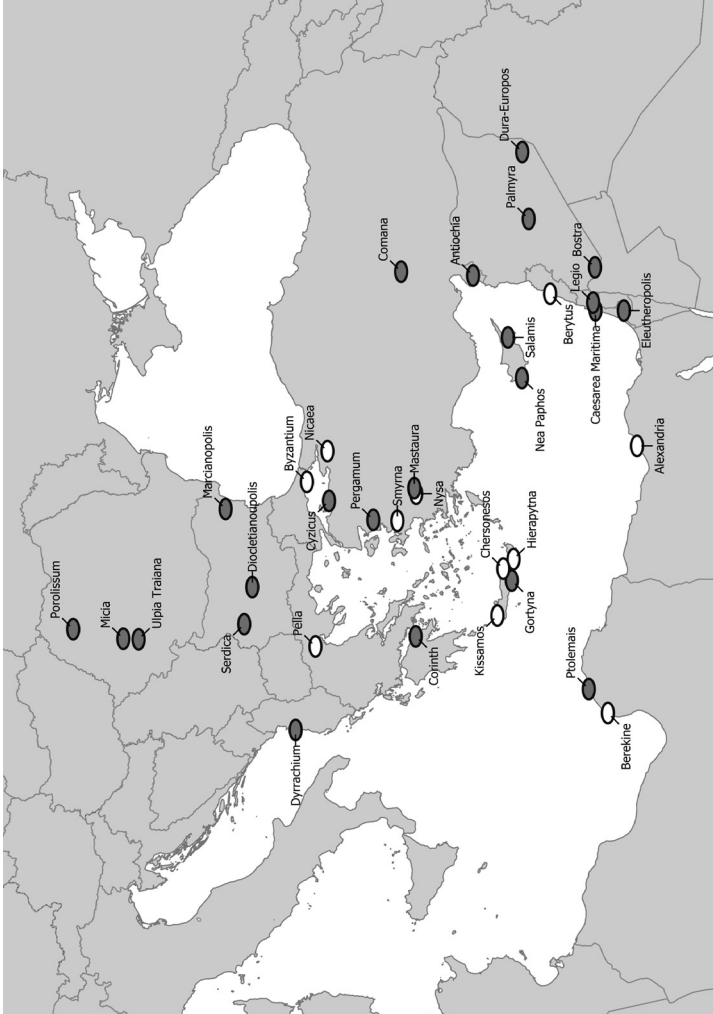 Porolissum
Micia
Ulpia Traiana
Marcianopolis
Diocletianoupolis
Serdica
Dyrrachium
Pella
Byzantium
Nicaea
Cyzicus
Pergamum
Smyrna
Mastaura
Nysa
Comana
Corinth
Antiochia
Chersonesos
Hierapytna
Kissamos
Gortyna
Salamis
Nea Paphos
Dura-Europos
Palmyra
Berytus
Legio
Bostra
Caesarea Maritima
Eleutheropolis
Ptolemais
Berekine
Alexandria